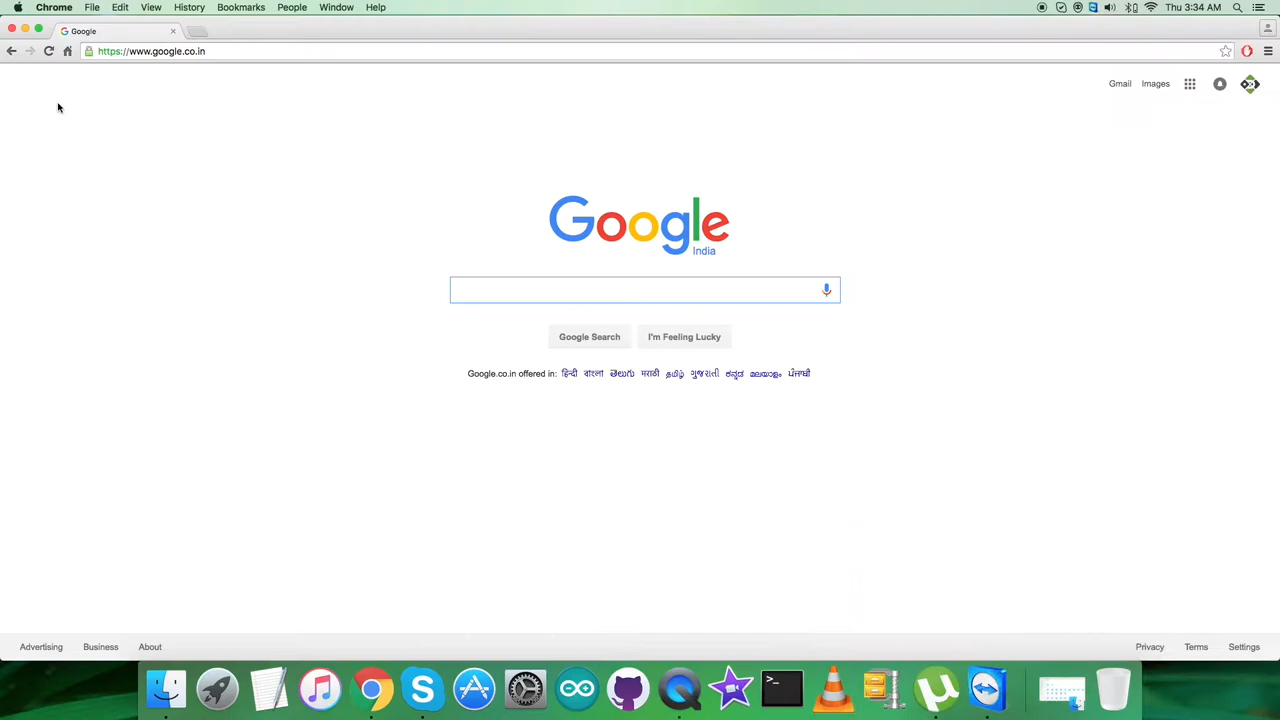 Chrome File Edit View History Bookmarks People Window Help Thu 3:34 AM
Google
https://www.google.co.in
Gmail Images
Google
India
Google Search I'm Feeling Lucky
Google.co.in offered in: हिन्दी বাংলা తెలుగు मराठी தமிழ் ગુજરાતી ಕನ್ನಡ മലയാളം ਪੰਜਾਬੀ
Advertising Business About Privacy Terms Settings